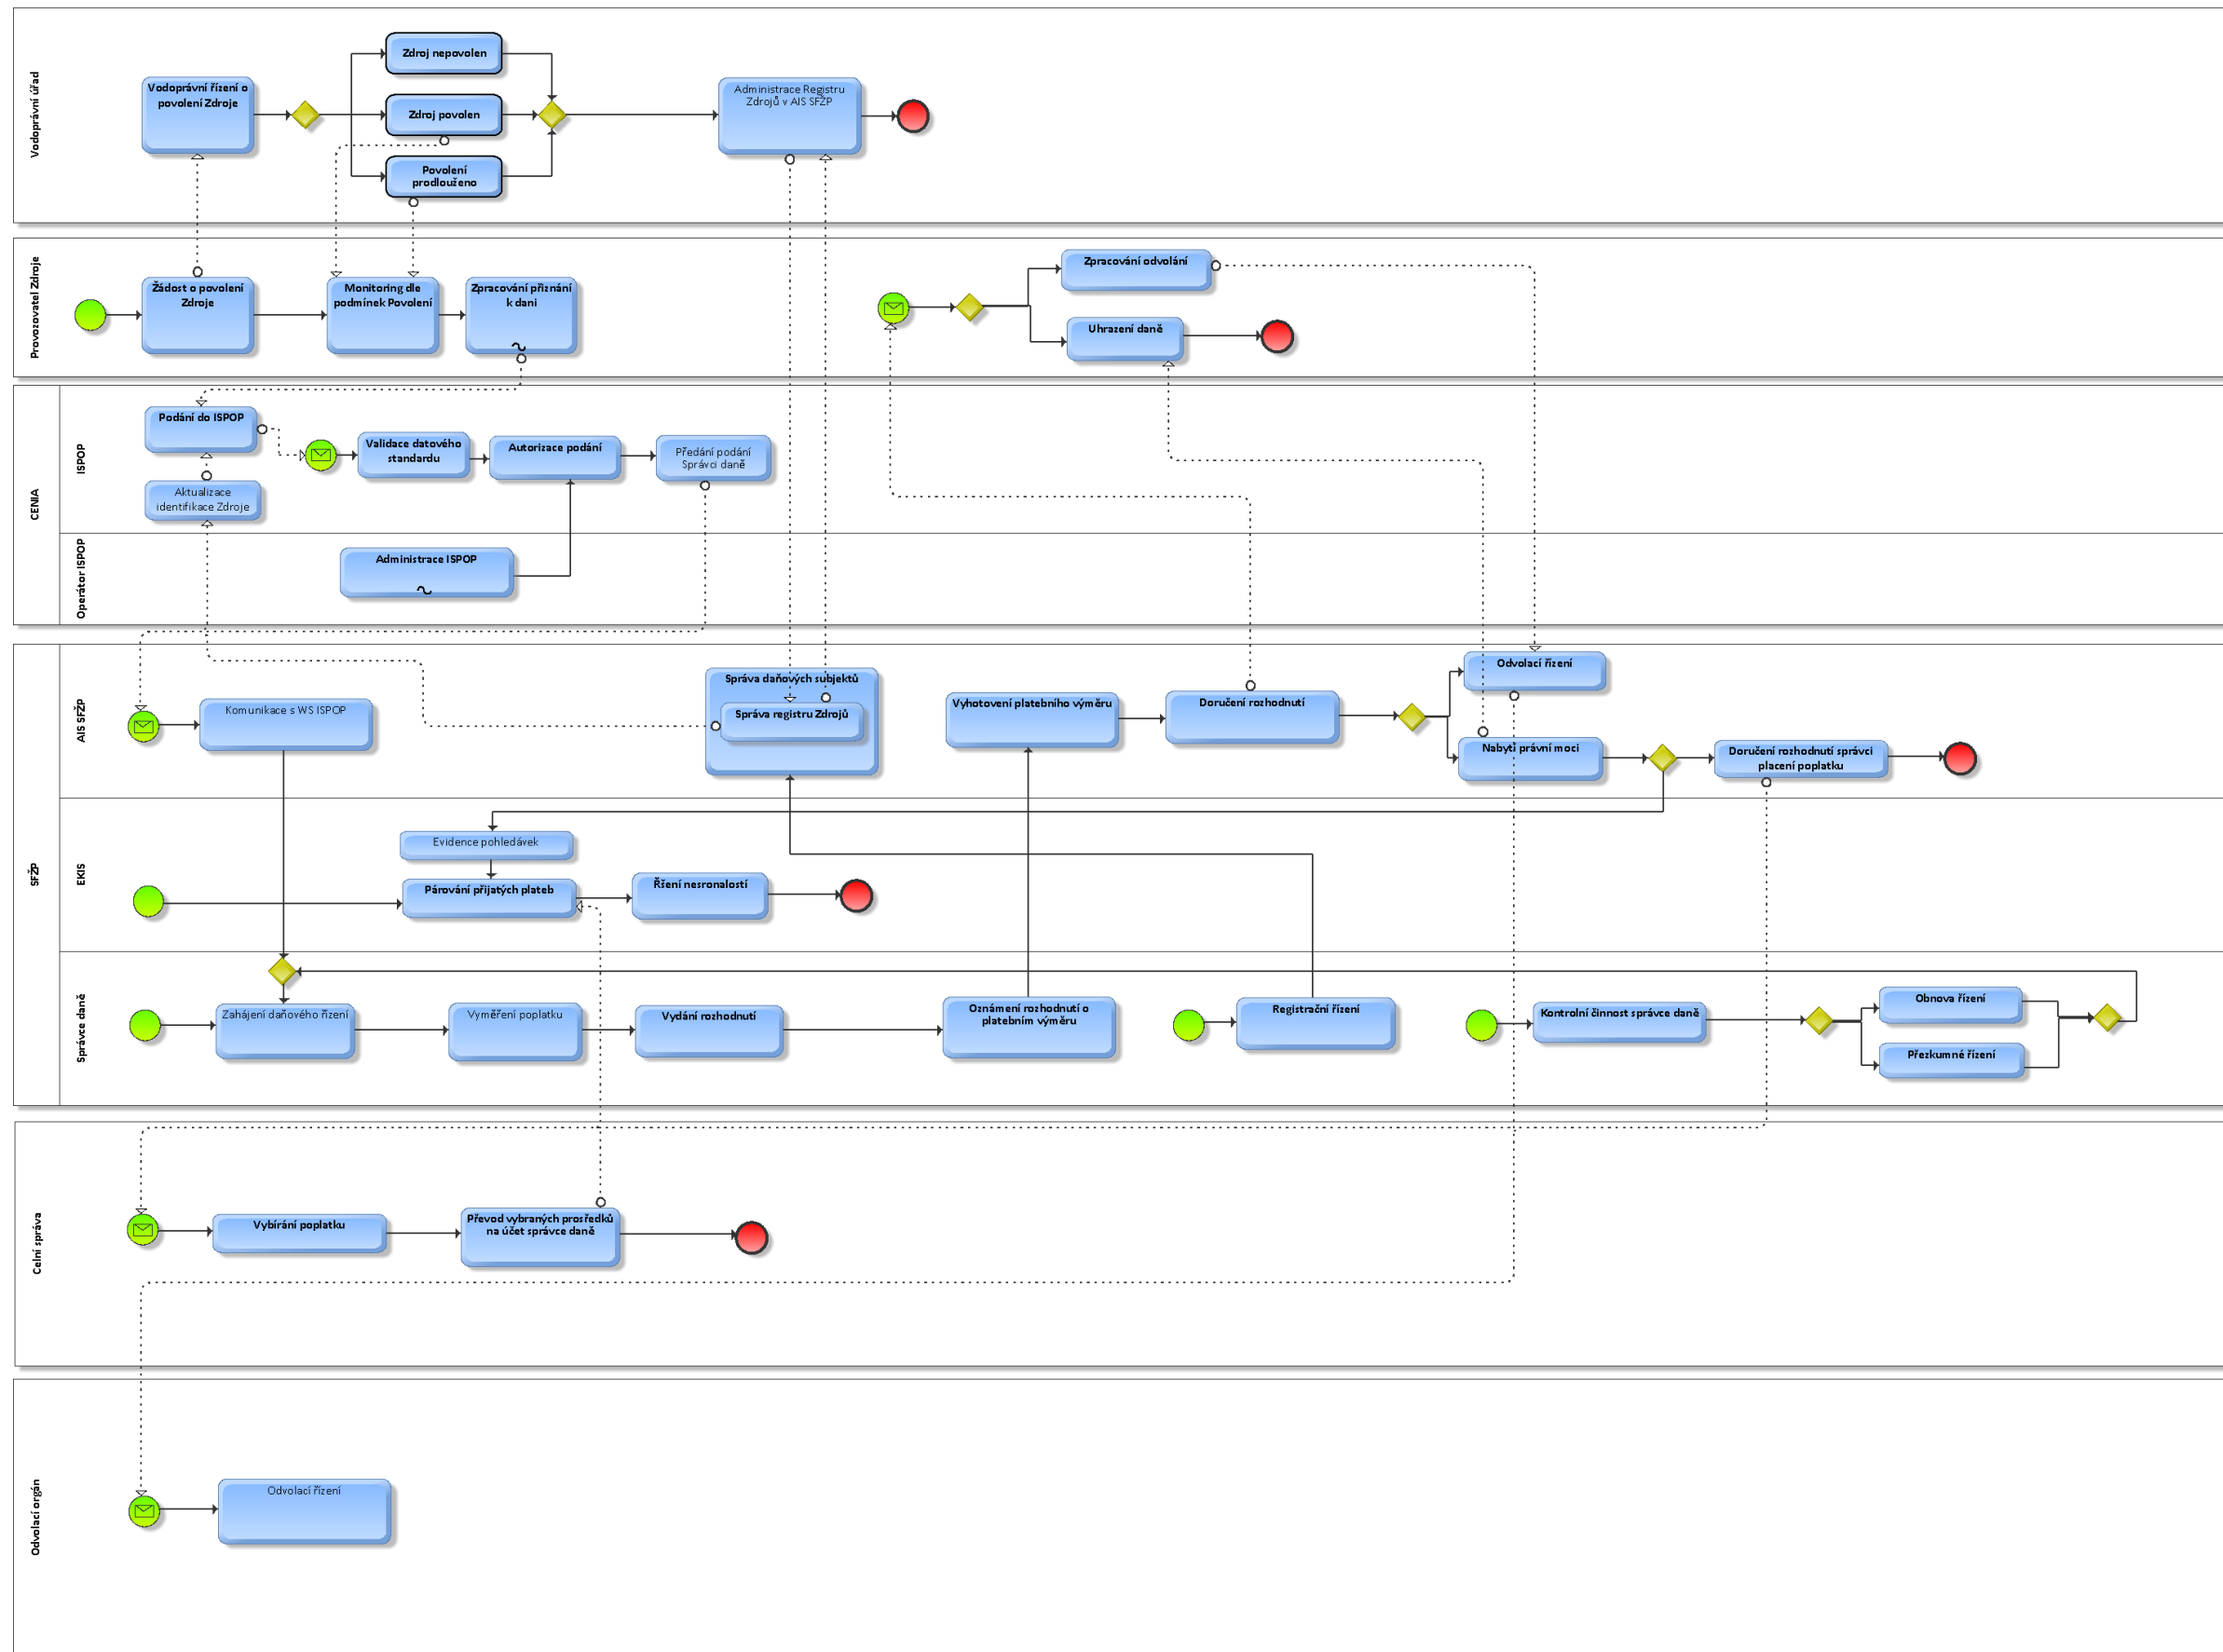 Vodoprávní úřad
Vodoprávní řízení o
povolení Zdroje
Zdroj nepovolen
Zdroj povolen
Povolení
prodlouženo
Administrace Registru
Zdrojů v AIS SFŽP
Provozovatel Zdroje
Žádost o povolení
Zdroje
Monitoring dle
podmínek Povolení
Zpracování přiznání
k dani
Zpracování odvolání
Uhrazení daně
CENIA
ISPOP
Podání do ISPOP
Aktualizace
identifikace Zdroje
Validace datového
standardu
Autorizace podání
Předání podání
Správci daně
Operátor ISPOP
Administrace ISPOP
SFŽP
AIS SFŽP
Komunikace s WS ISPOP
Správa daňových subjektů
Správa registru Zdrojů
Vyhotovení platebního výměru
Doručení rozhodnutí
Odvolací řízení
Nabytí právní moci
Doručení rozhodnutí správci
placení poplatku
EKIS
Evidence pohledávek
Párování přijatých plateb
Řšení nesronalostí
Správce daně
Zahájení daňového řízení
Vyměření poplatku
Vydání rozhodnutí
Oznámení rozhodnutí o
platebním výměru
Registrační řízení
Kontrolní činnost správce daně
Obnova řízení
Přezkumné řízení
Celní správa
Vybírání poplatku
Převod vybraných prosředků
na účet správce daně
Odvolací orgán
Odvolací řízení